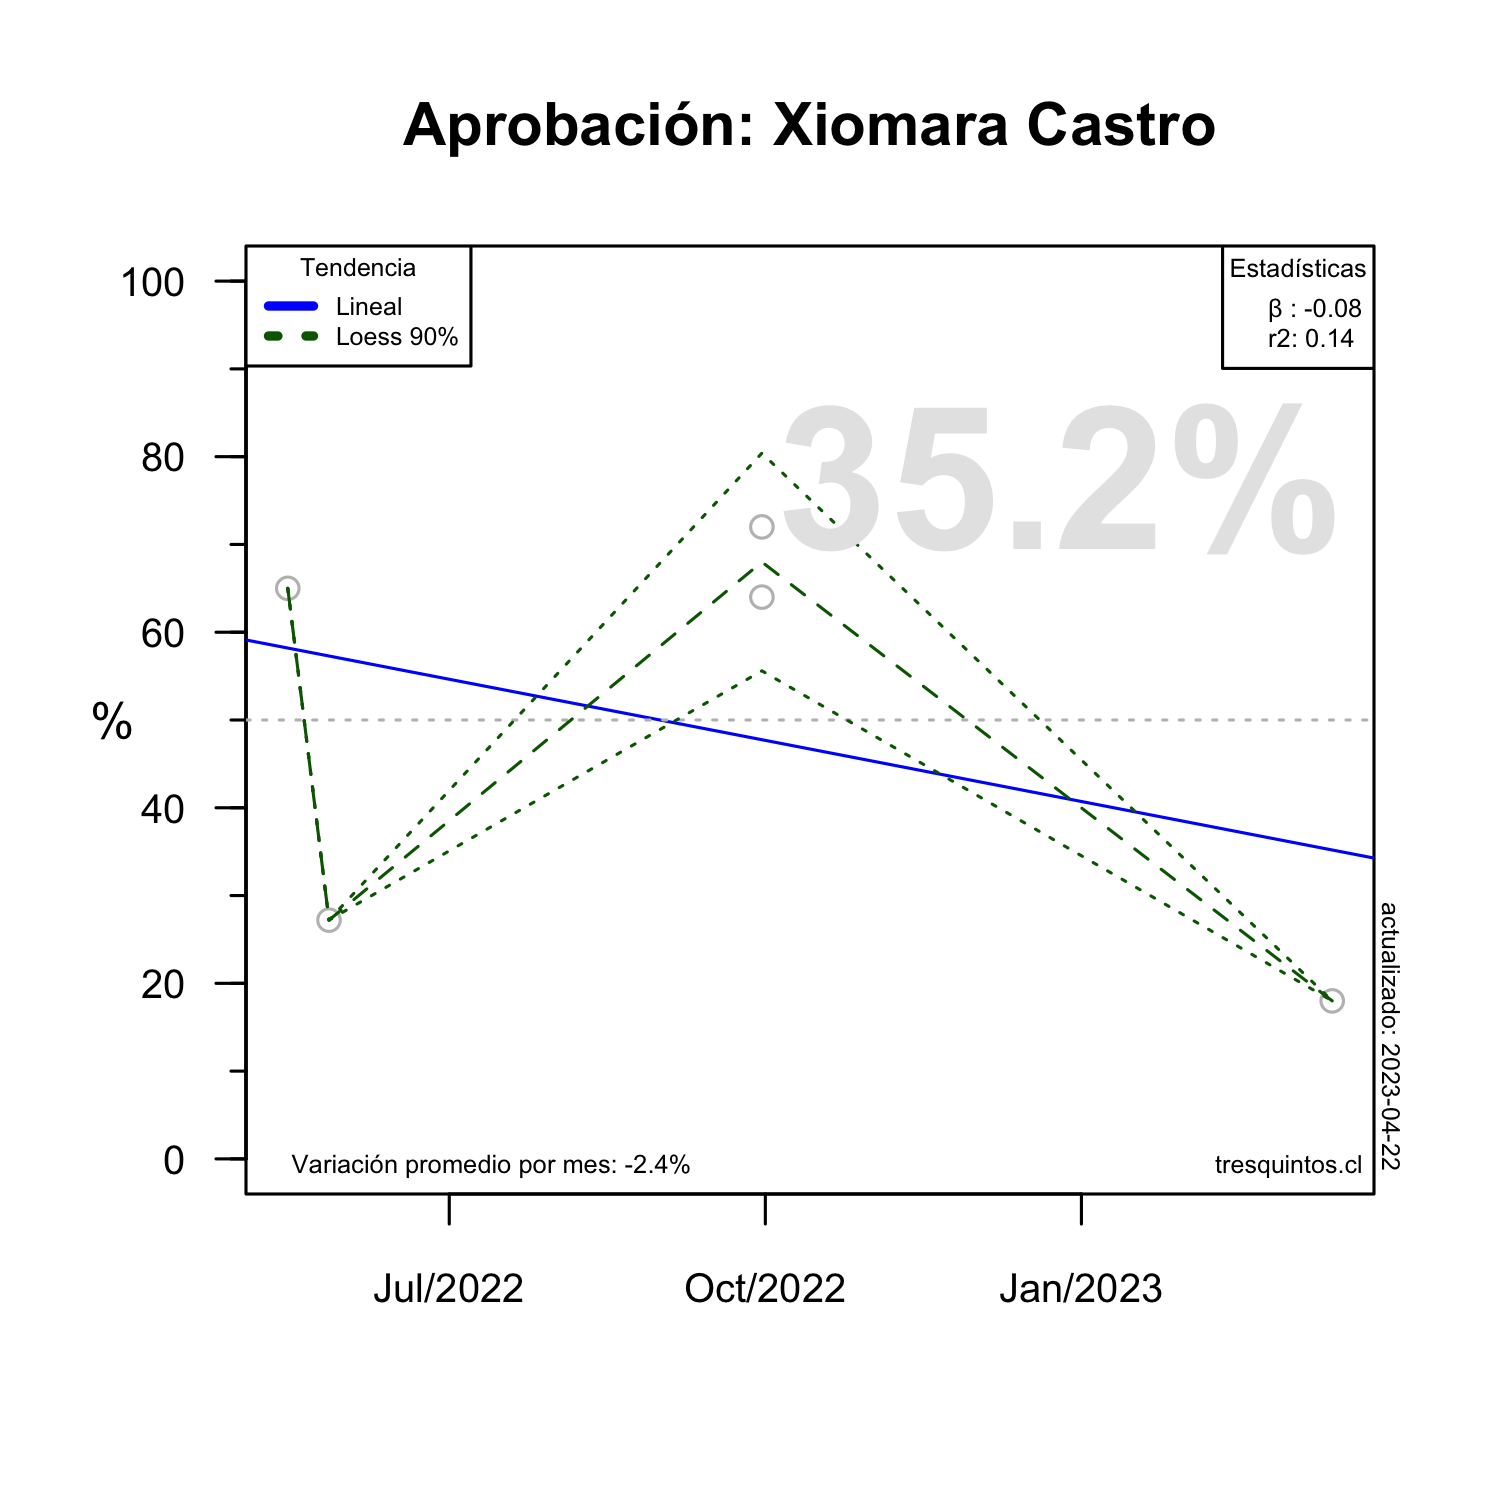 Aprobación: Xiomara Castro
Tendencia
Lineal
Loess 90%
Estadísticas
β : -0.08
r2: 0.14
35.2%
100
80
60
40
20
0
%
actualizado: 2023-04-22
Variación promedio por mes: -2.4%
tresquintos.cl
Jul/2022
Oct/2022
Jan/2023